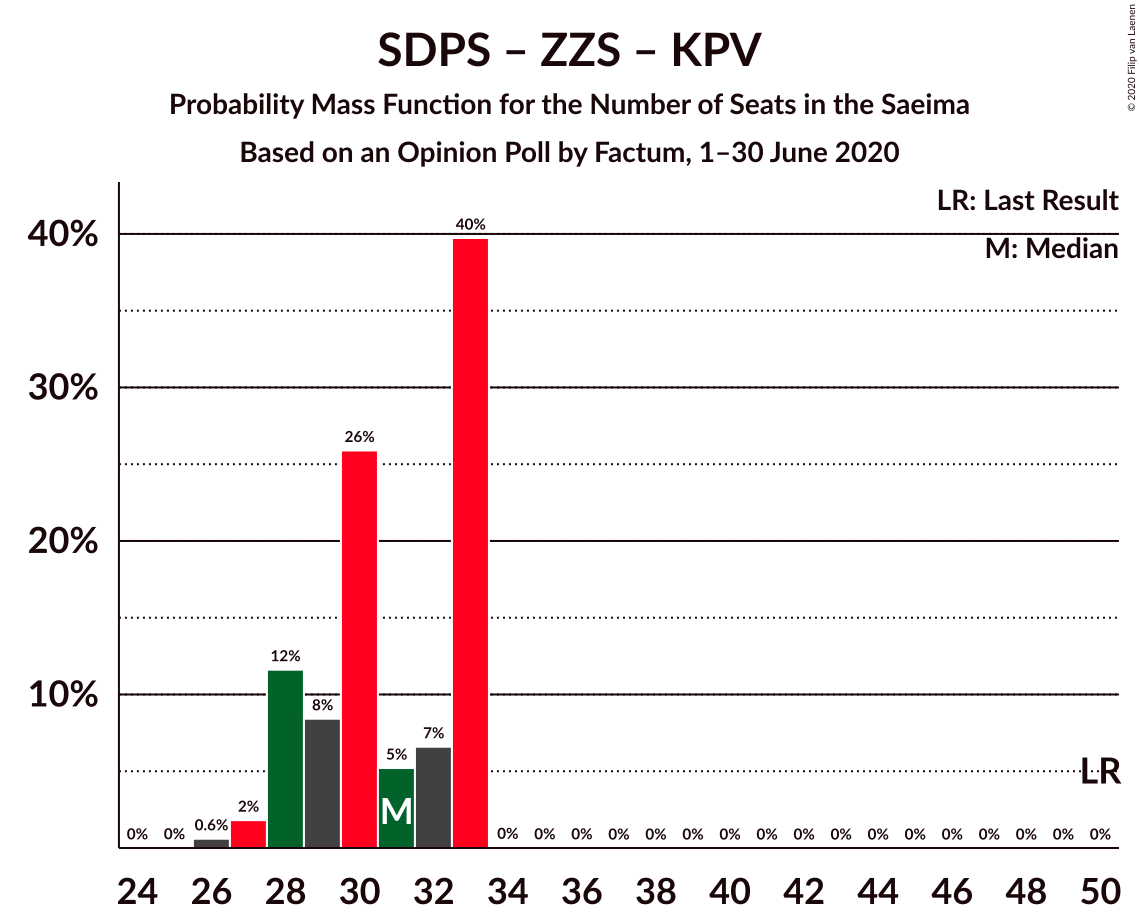 SDPS – ZZS – KPV
Probability Mass Function for the Number of Seats in the Saeima
Based on an Opinion Poll by Factum, 1–30 June 2020
© 2020 Filip van Laenen
LR: Last Result
M: Median
40%
30%
20%
10%
0% 0% 0.6% 2% 12% 8% 26% 5% 7% 40% 0% 0% 0% 0% 0% 0% 0% 0% 0% 0% 0% 0% 0% 0% 0% 0% 0%
M
LR
24 26 28 30 32 34 36 38 40 42 44 46 48 50